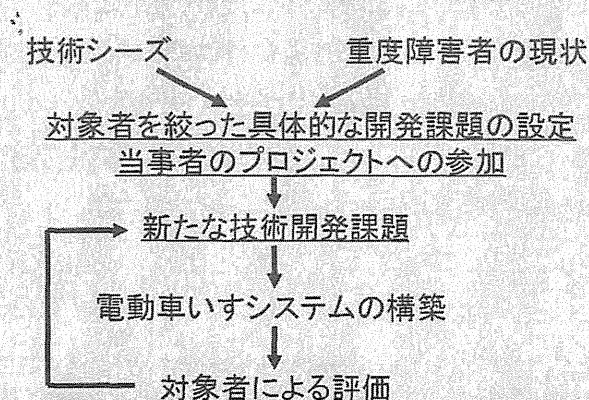 技術シーズ
重度障害者の現状
対象者を絞った具体的な開発課題の設定
当事者のプロジェクトへの参加
新たな技術開発課題
電動車いすシステムの構築
対象者による評価